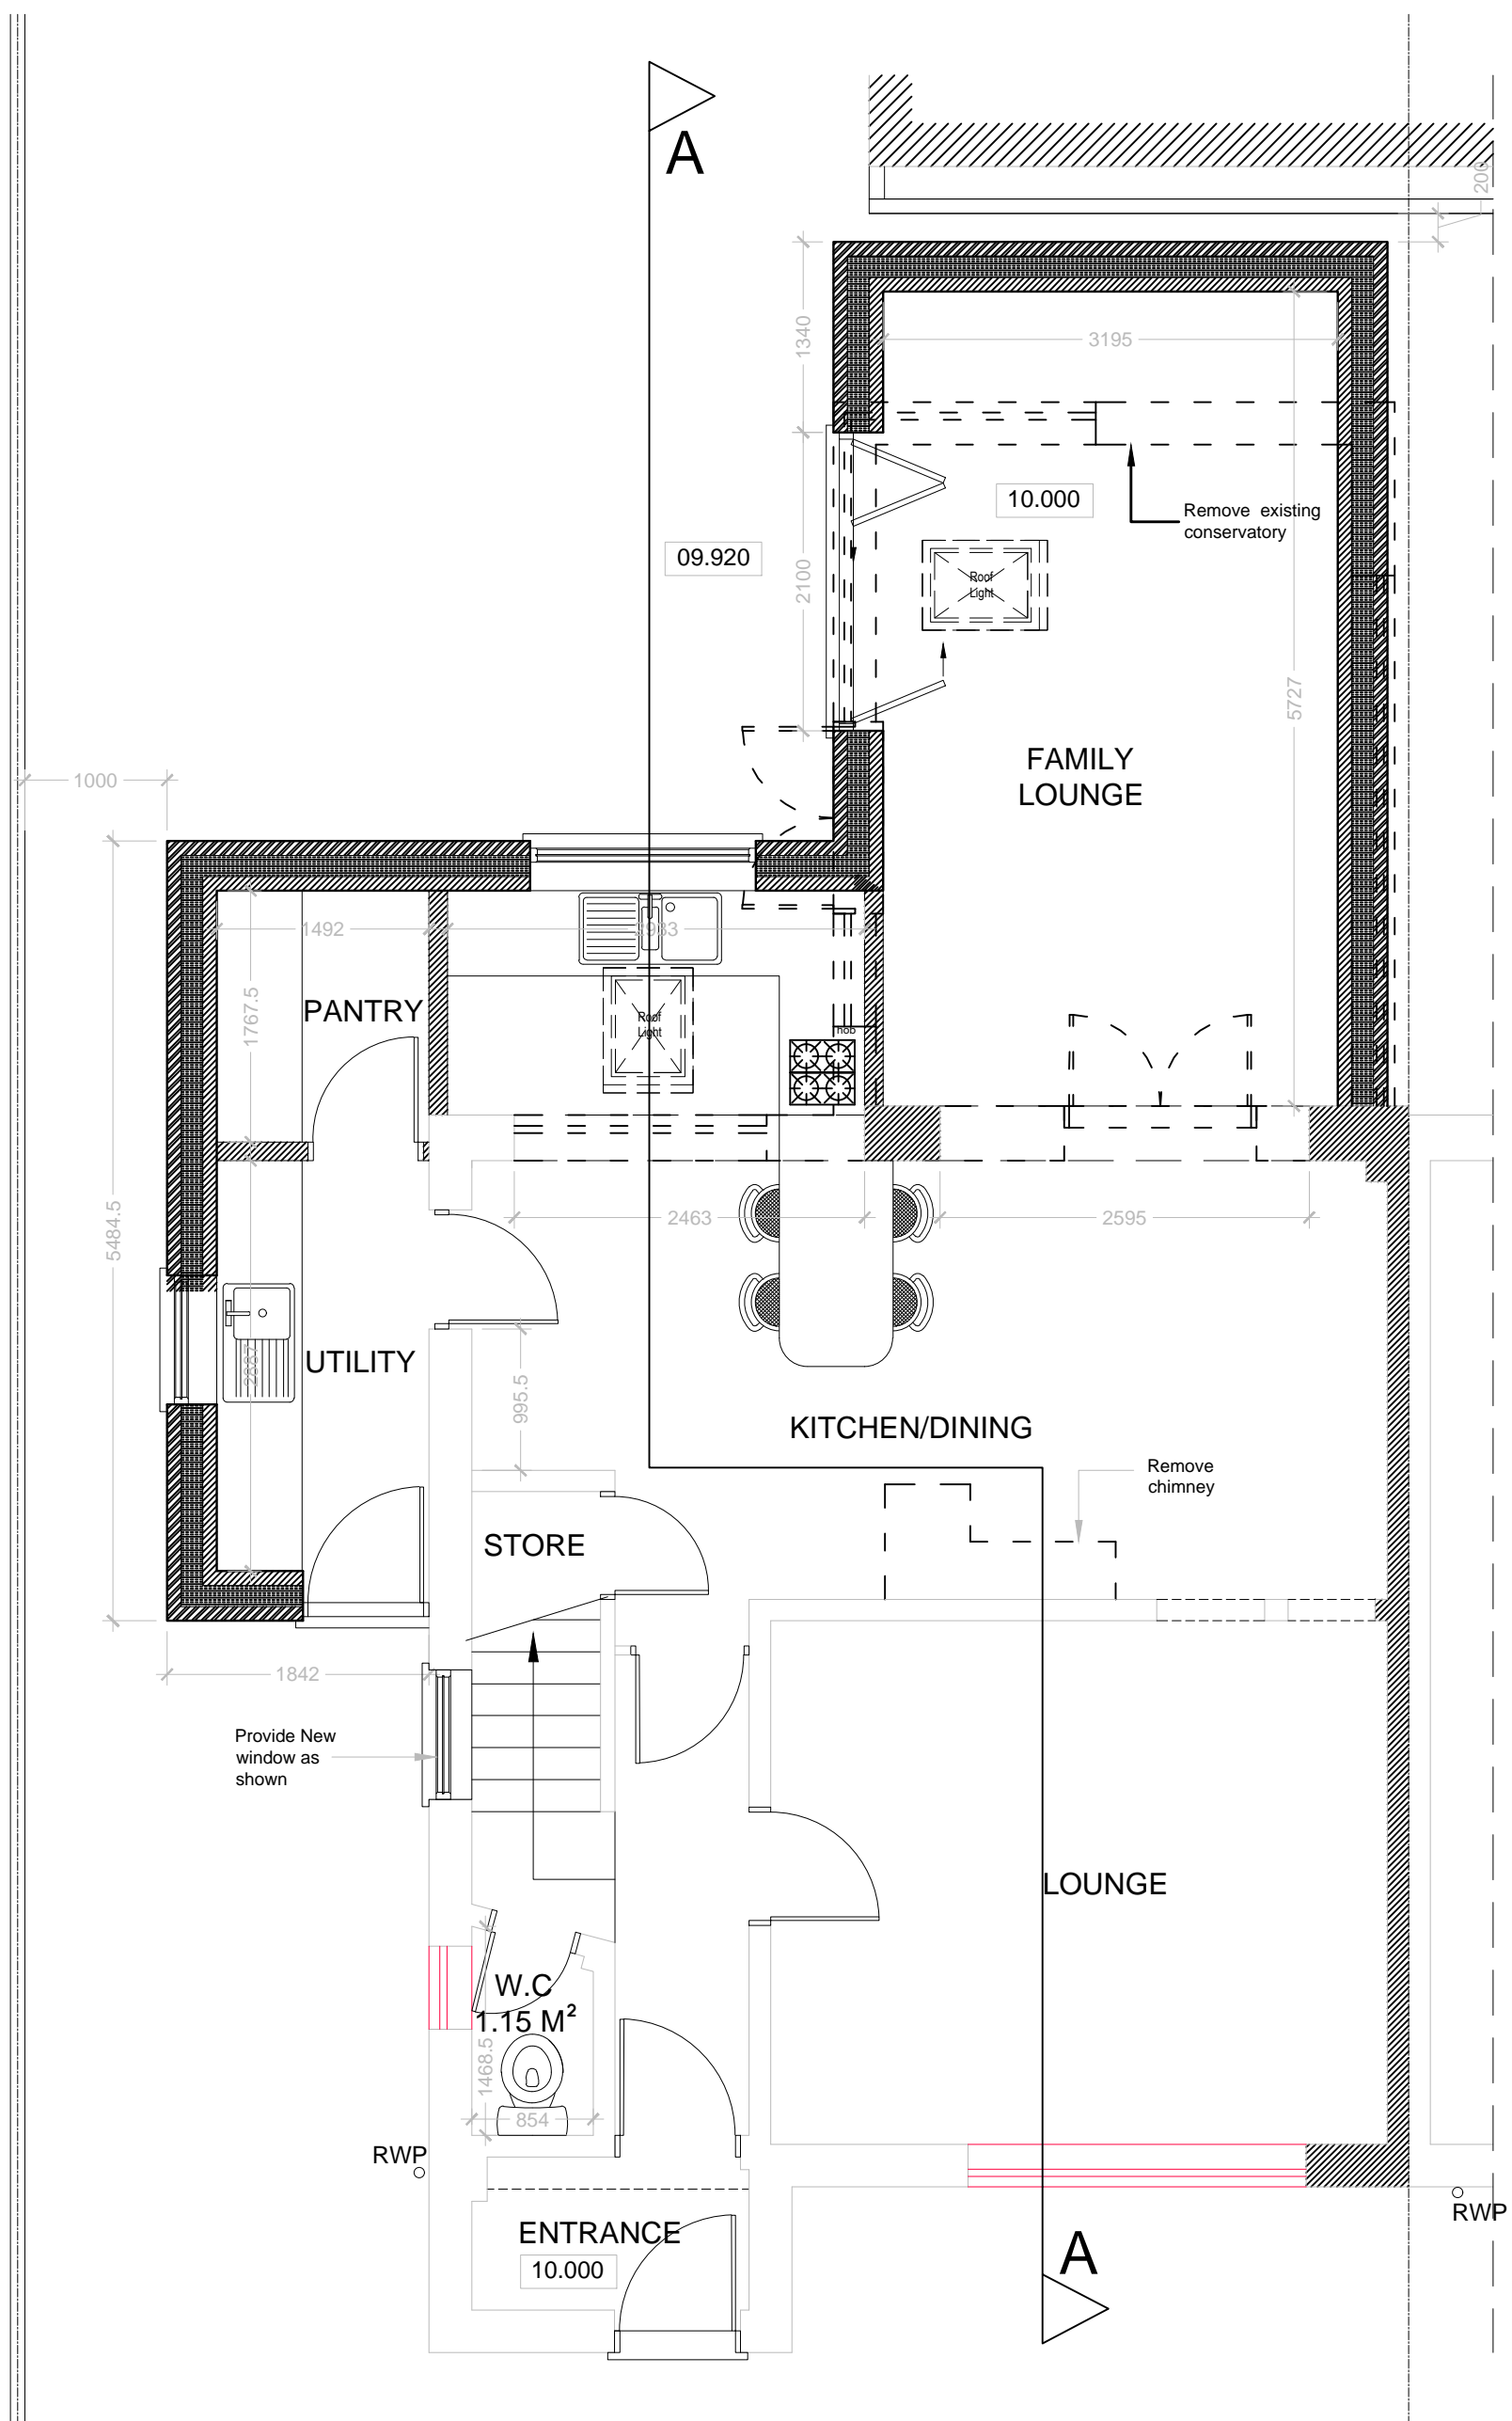 A
200
1340
3195
10.000
Remove existing
conservatory
09.920
2100
Roof
Light
5727
FAMILY
LOUNGE
1000
1492
2933
PANTRY
1767.5
Roof
Light
hob
5484.5
2463
2595
UTILITY
2887
995.5
KITCHEN/DINING
Remove
chimney
STORE
1842
Provide New
window as
shown
LOUNGE
W.C
1.15 M²
1468.5
854
RWP
RWP
ENTRANCE
10.000
A